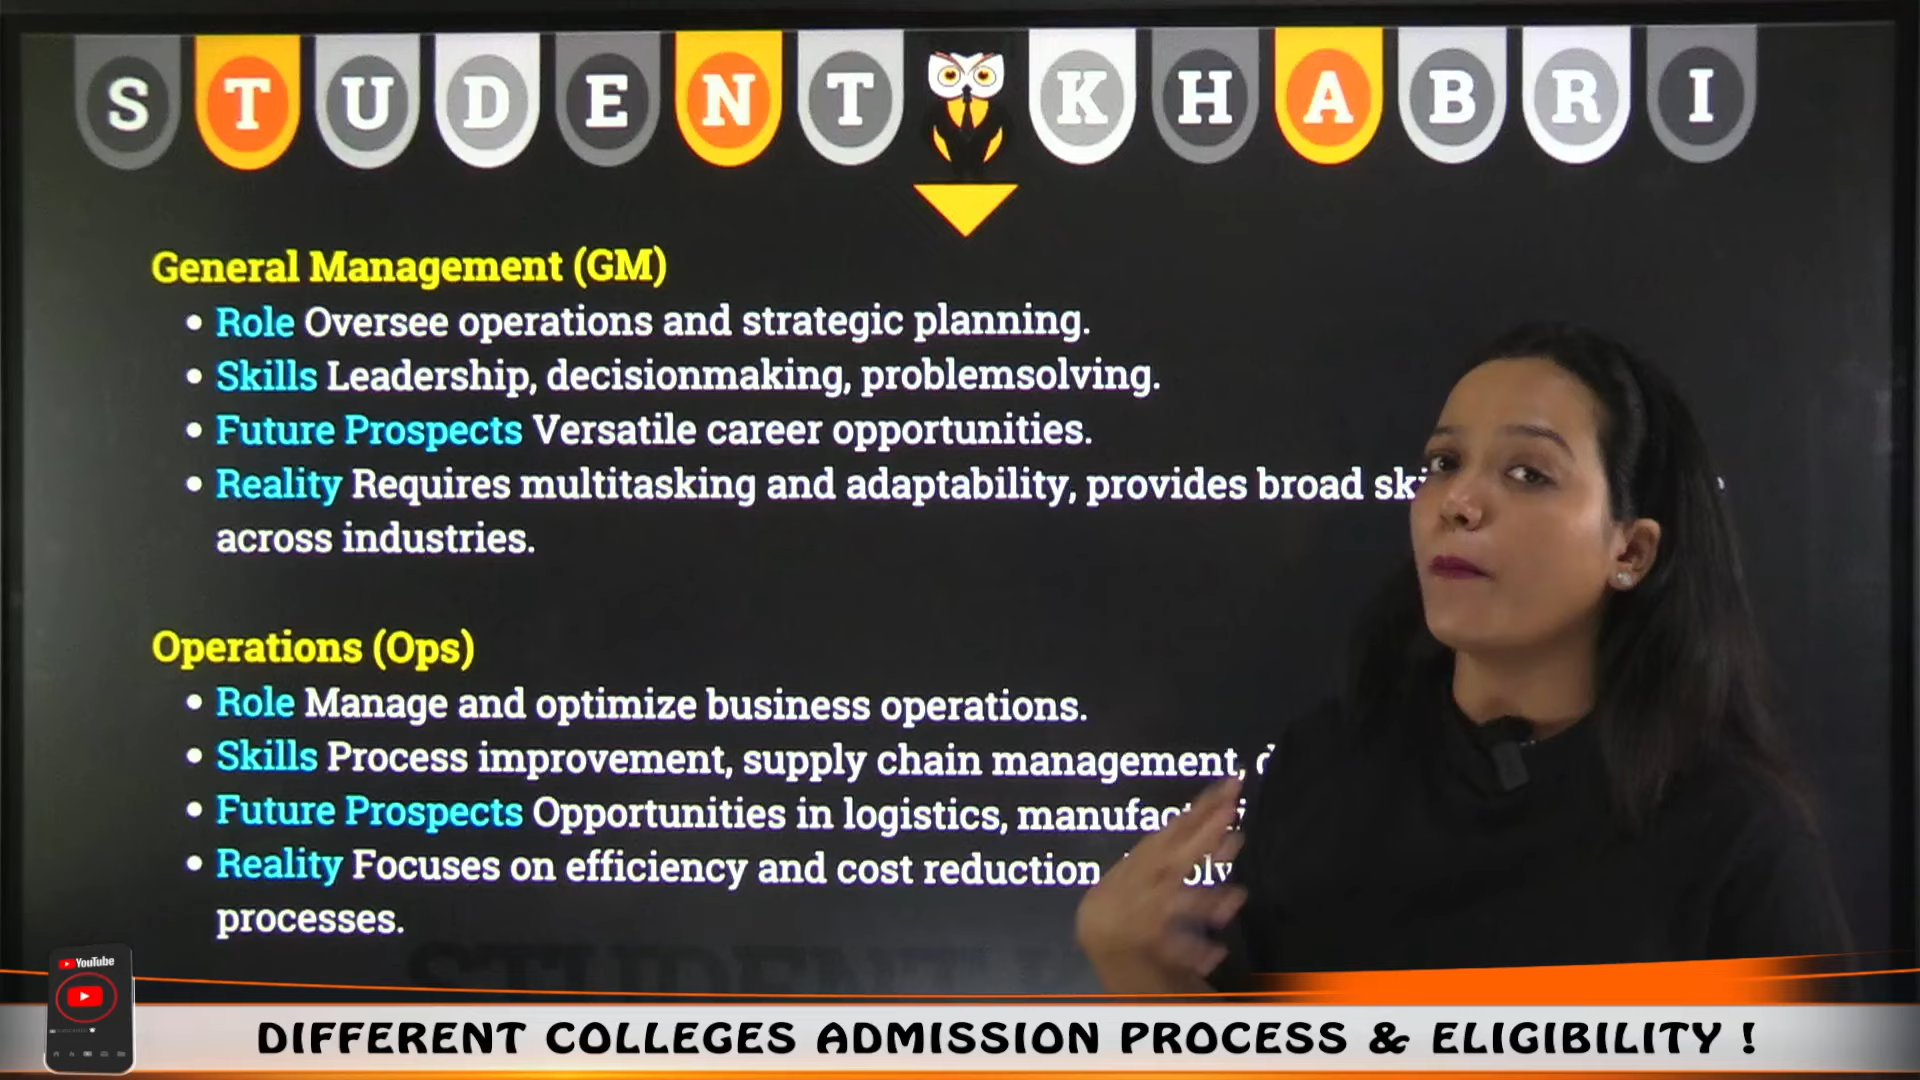 STUDENT KHABRI
General Management (GM)
• Role Oversee operations and strategic planning.
• Skills Leadership, decisionmaking, problemsolving.
• Future Prospects Versatile career opportunities.
• Reality Requires multitasking and adaptability, provides broad
across industries.
Operations (Ops)
• Role Manage and optimize business operations.
• Skills Process improvement, supply chain management,
• Future Prospects Opportunities in logistics,
• Reality Focuses on efficiency and cost reduction
processes.
YouTube
DIFFERENT COLLEGES ADMISSION PROCESS & ELIGIBILITY !